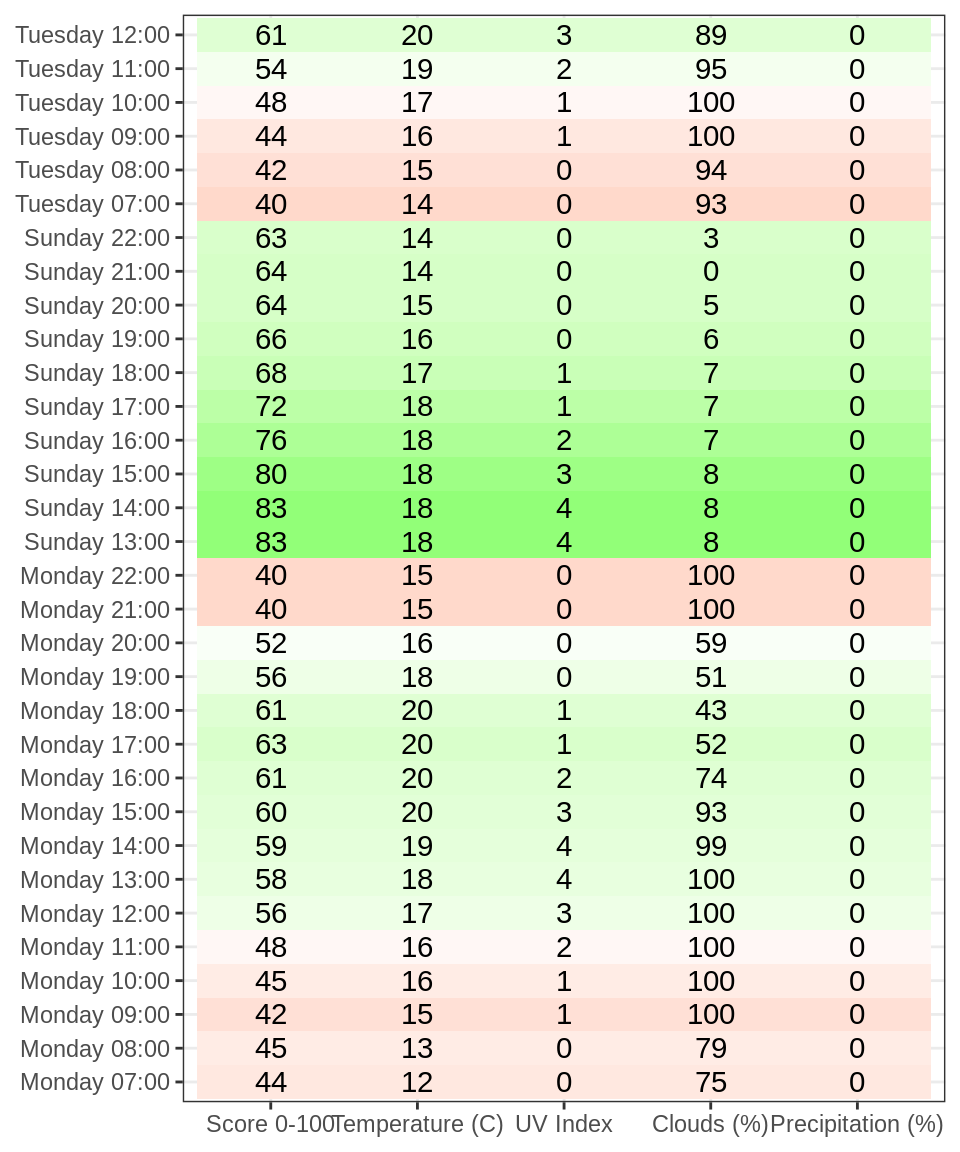 Tuesday 12:00 61 20 3 89 0
Tuesday 11:00 54 19 2 95 0
Tuesday 10:00 48 17 1 100 0
Tuesday 09:00 44 16 1 100 0
Tuesday 08:00 42 15 0 94 0
Tuesday 07:00 40 14 0 93 0
Sunday 22:00 63 14 0 3 0
Sunday 21:00 64 14 0 0 0
Sunday 20:00 64 15 0 5 0
Sunday 19:00 66 16 0 6 0
Sunday 18:00 68 17 1 7 0
Sunday 17:00 72 18 1 7 0
Sunday 16:00 76 18 2 7 0
Sunday 15:00 80 18 3 8 0
Sunday 14:00 83 18 4 8 0
Sunday 13:00 83 18 4 8 0
Monday 22:00 40 15 0 100 0
Monday 21:00 40 15 0 100 0
Monday 20:00 52 16 0 59 0
Monday 19:00 56 18 0 51 0
Monday 18:00 61 20 1 43 0
Monday 17:00 63 20 1 52 0
Monday 16:00 61 20 2 74 0
Monday 15:00 60 20 3 93 0
Monday 14:00 59 19 4 99 0
Monday 13:00 58 18 4 100 0
Monday 12:00 56 17 3 100 0
Monday 11:00 48 16 2 100 0
Monday 10:00 45 16 1 100 0
Monday 09:00 42 15 1 100 0
Monday 08:00 45 13 0 79 0
Monday 07:00 44 12 0 75 0
Score 0-100 Temperature (C) UV Index Clouds (%) Precipitation (%)